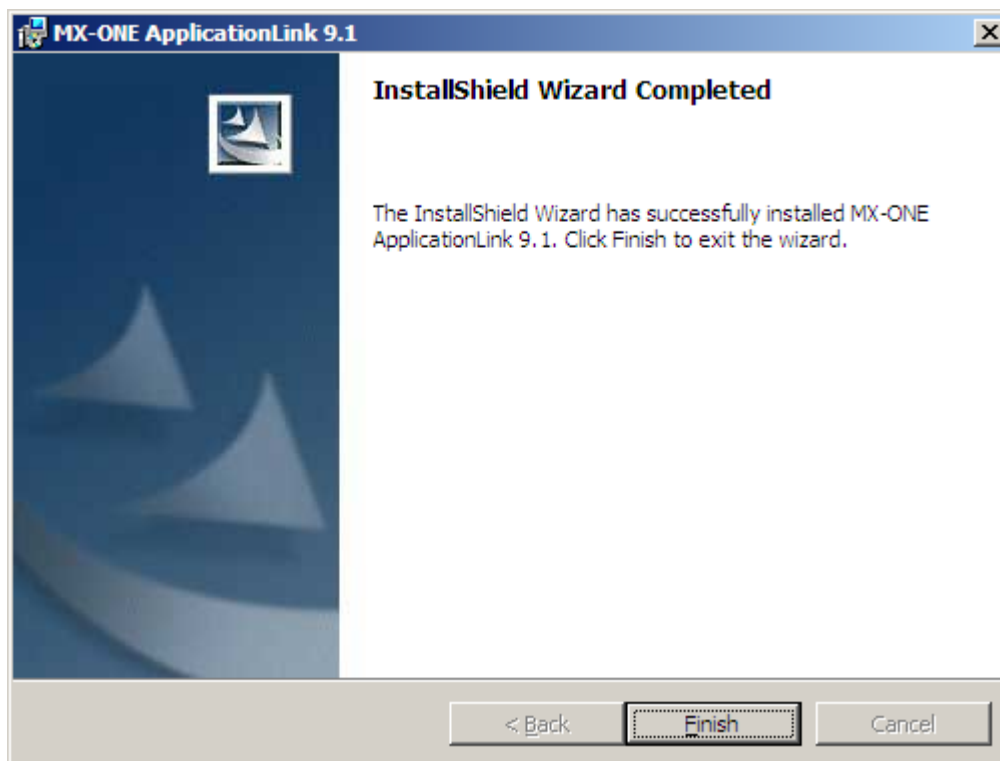 MX-ONE ApplicationLink 9.1
InstallShield Wizard Completed
The InstallShield Wizard has successfully installed MX-ONE
ApplicationLink 9.1. Click Finish to exit the wizard.
< Back
Finish
Cancel